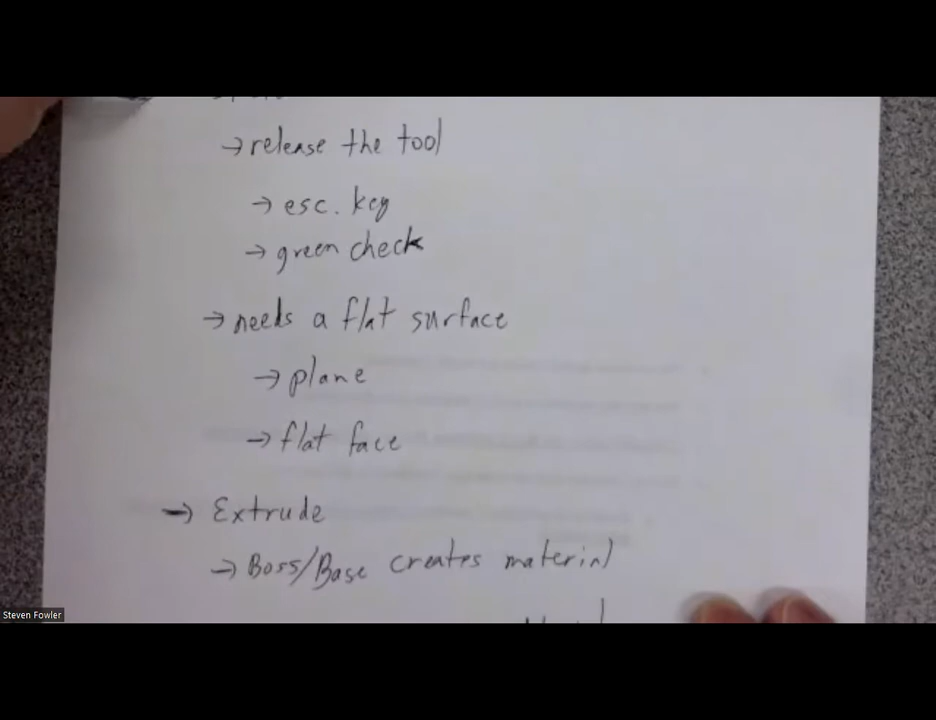 → release the tool
→ esc. key
→ green check
→ needs a flat surface
→ plane
→ flat face
→ Extrude
→ Boss/Base creates material
Steven Fowler